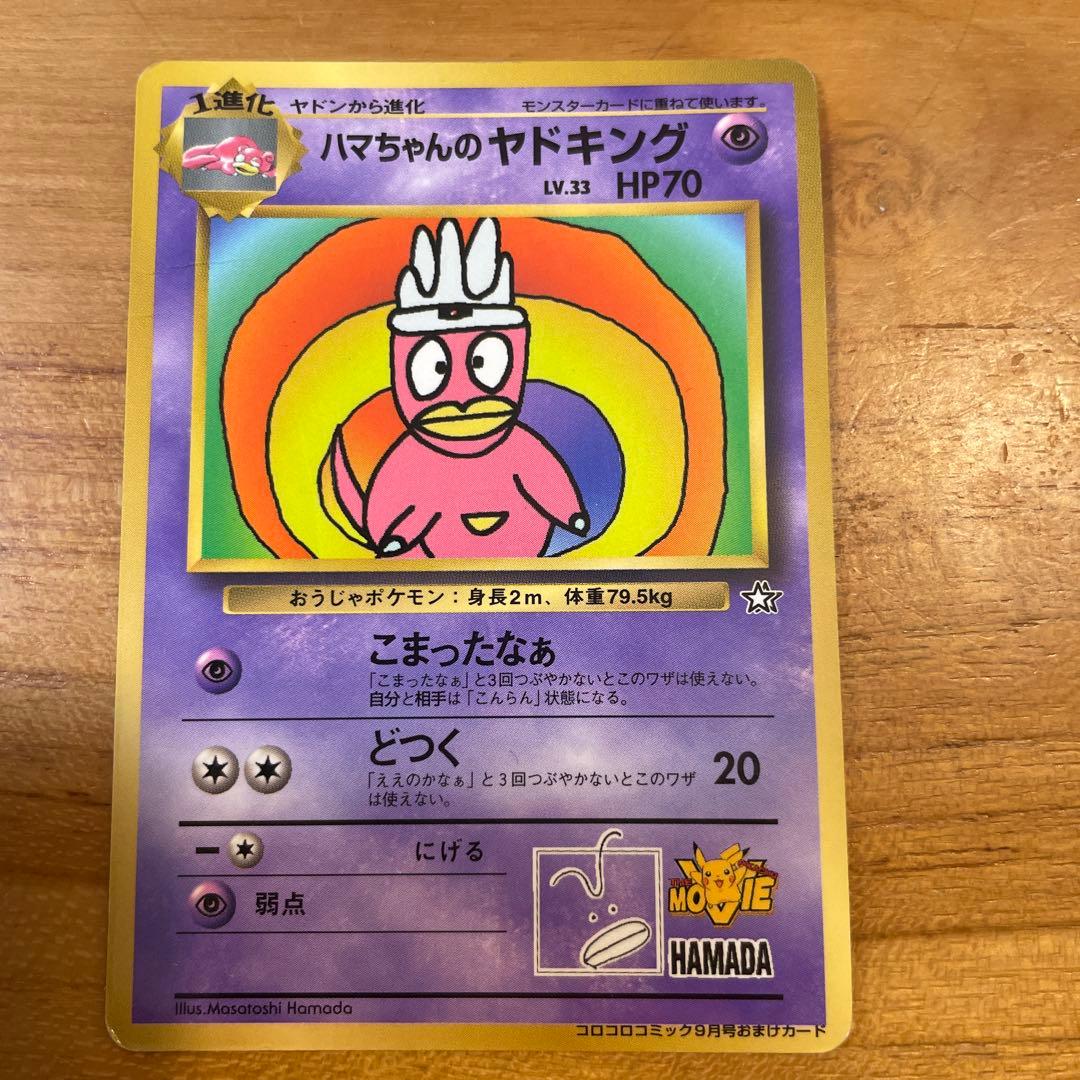 1進化 ヤドンから進化 モンスターカードに重ねて使います。
ハマちゃんのヤドキング
LV.33 HP70
おうじゃポケモン：身長2m、体重79.5kg
こまったなぁ
「こまったなぁ」と3回つぶやかないとこのワザは使えない。
自分と相手は「こんらん」状態になる。
どつく 20
「ええのかなぁ」と3回つぶやかないとこのワザ
は使えない。
にげる
弱点
MOVIE
HAMADA
Illus.Masatoshi Hamada
コロコロコミック9月号おまけカード